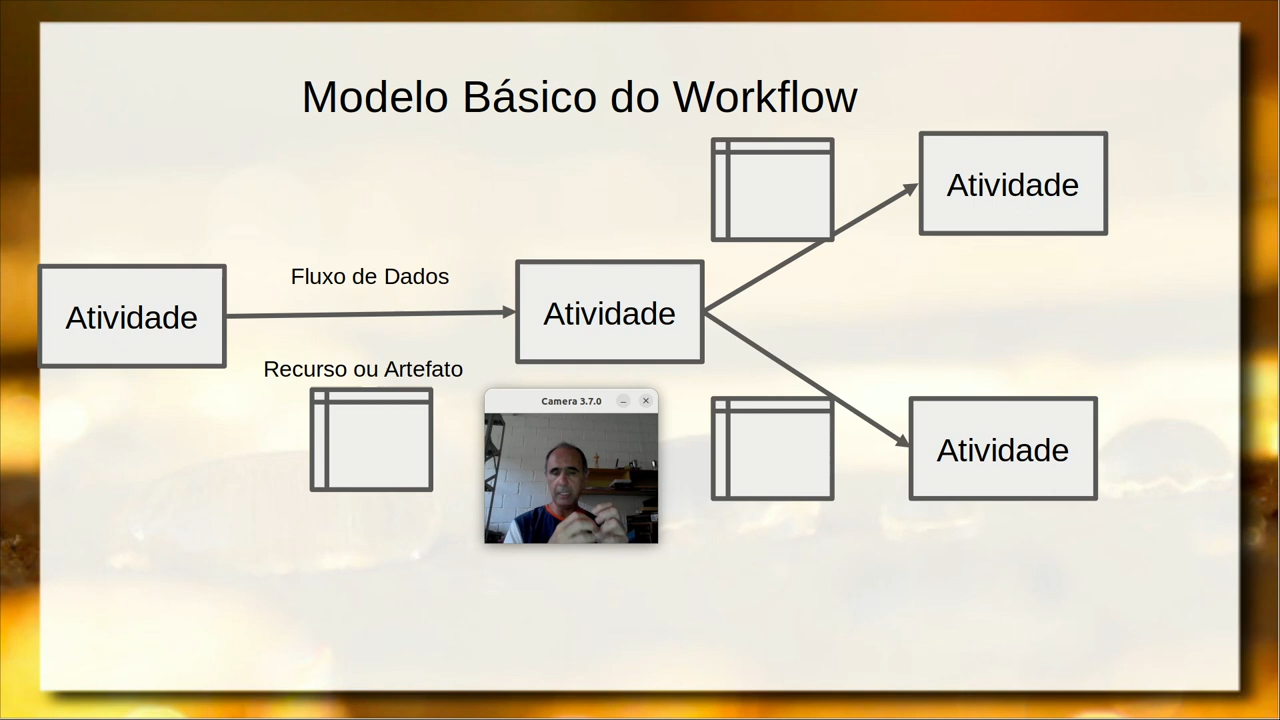 Modelo Básico do Workflow
Atividade
Fluxo de Dados
Atividade
Atividade
Recurso ou Artefato
Camera 3.7.0
Atividade